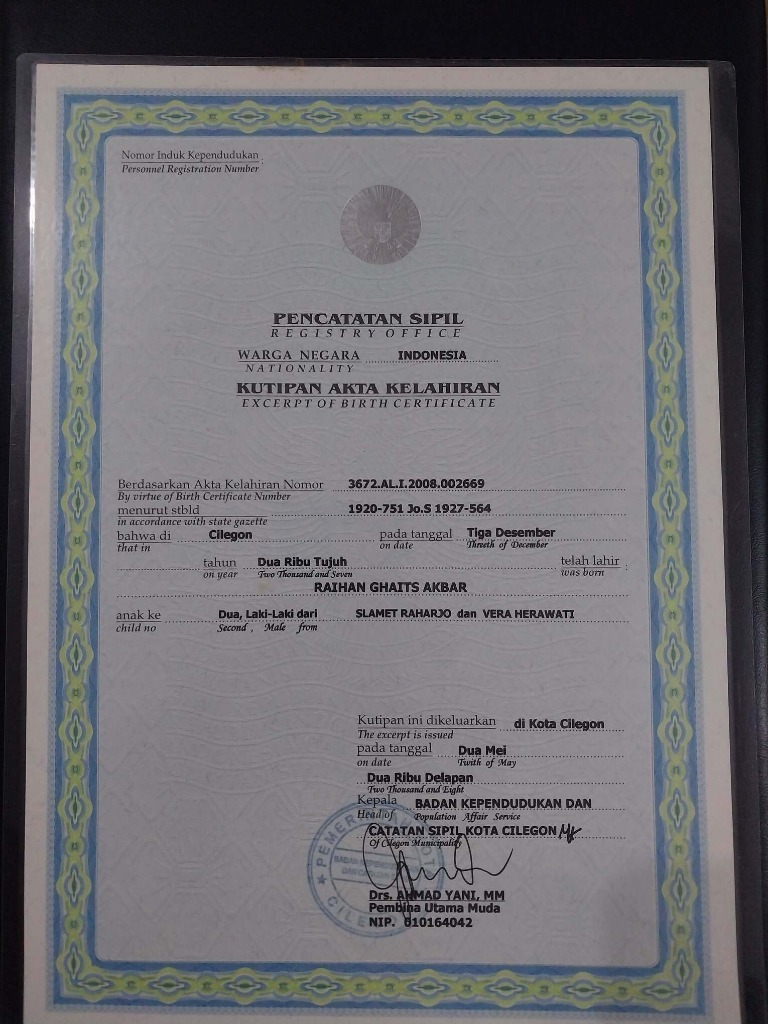 Nomor Induk Kependudukan :
Personnel Registration Number
PENCATATAN SIPIL
REGISTRY OFFICE
WARGA NEGARA INDONESIA
NATIONALITY
KUTIPAN AKTA KELAHIRAN
EXCERPT OF BIRTH CERTIFICATE
Berdasarkan Akta Kelahiran Nomor 3672.AL.I.2008.002669
By virtue of Birth Certificate Number
menurut stbld 1920-751 Jo.S 1927-564
in accordance with state gazette
bahwa di Cilegon pada tanggal Tiga Desember
that in on date Threeth of December
tahun Dua Ribu Tujuh telah lahir :
on year Two Thousand and Seven was born
RAIHAN GHAITS AKBAR
anak ke Dua, Laki-Laki dari SLAMET RAHARJO dan VERA HERAWATI
child no Second , Male from
Kutipan ini dikeluarkan di Kota Cilegon
The excerpt is issued
pada tanggal Dua Mei
on date Twith of May
Dua Ribu Delapan
Two Thousand and Eight
Kepala BADAN KEPENDUDUKAN DAN
Head of Population Affair Service
CATATAN SIPIL KOTA CILEGON
Of Cilegon Municipality
Drs. AHMAD YANI, MM
Pembina Utama Muda
NIP. 010164042